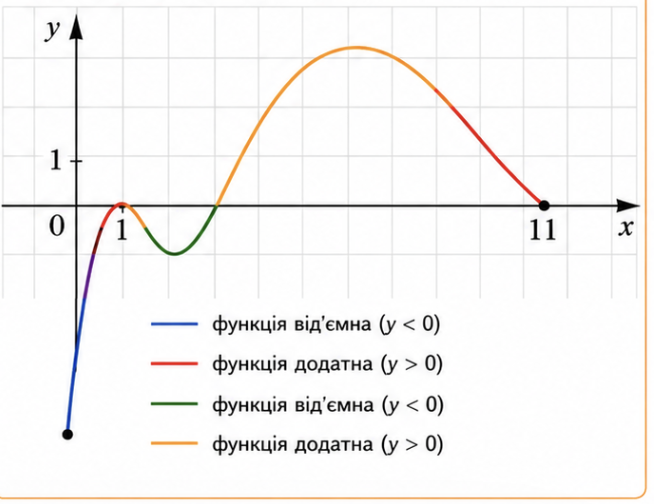 y
1
0
1
11
x
функція від’ємна (y < 0)
функція додатна (y > 0)
функція від’ємна (y < 0)
функція додатна (y > 0)